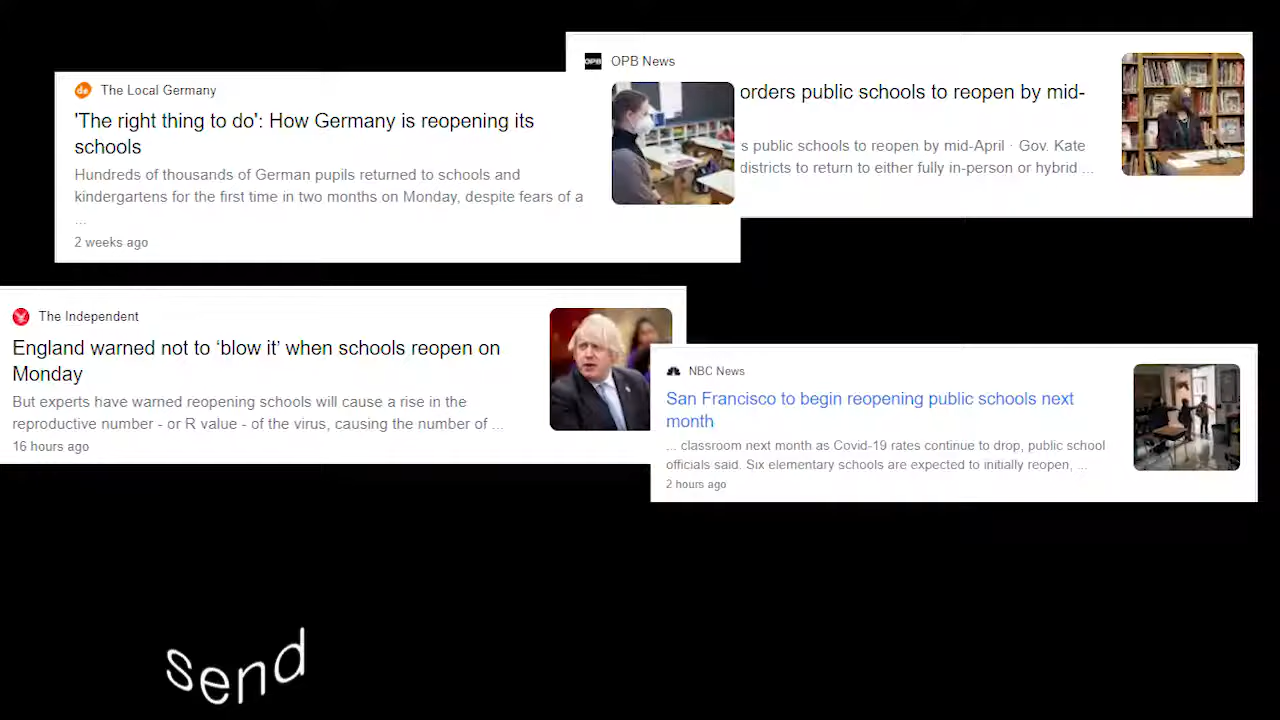 OPB
OPB News
orders public schools to reopen by mid-
s public schools to reopen by mid-April · Gov. Kate
districts to return to either fully in-person or hybrid ...
de
The Local Germany
'The right thing to do': How Germany is reopening its
schools
Hundreds of thousands of German pupils returned to schools and
kindergartens for the first time in two months on Monday, despite fears of a
...
2 weeks ago
The Independent
England warned not to ‘blow it’ when schools reopen on
Monday
But experts have warned reopening schools will cause a rise in the
reproductive number - or R value - of the virus, causing the number of ...
16 hours ago
NBC News
San Francisco to begin reopening public schools next
month
... classroom next month as Covid-19 rates continue to drop, public school
officials said. Six elementary schools are expected to initially reopen, ...
2 hours ago
send